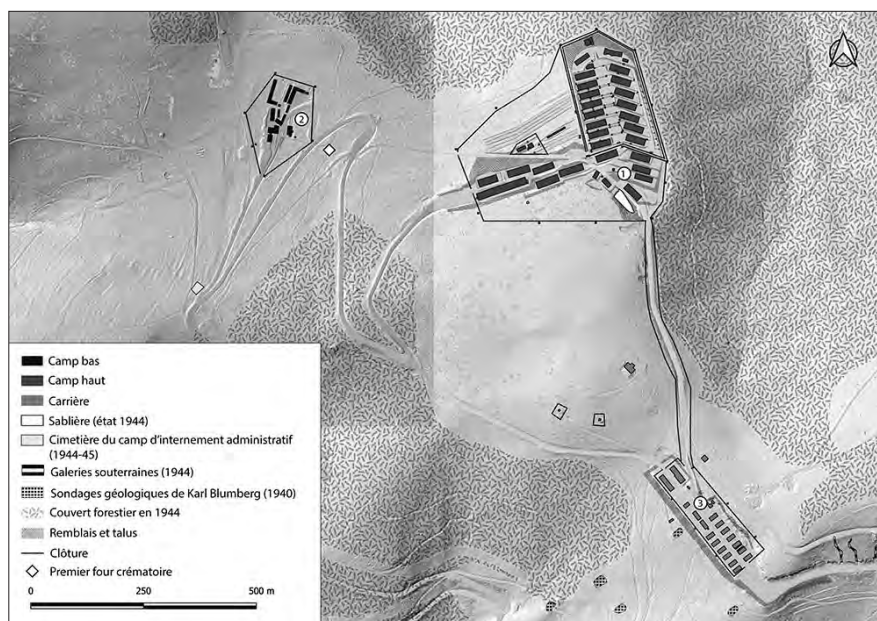 2
1
3
Camp bas
Camp haut
Carrière
Sablière (état 1944)
Cimetière du camp d'internement administratif
(1944-45)
Galeries souterraines (1944)
Sondages géologiques de Karl Blumberg (1940)
Couvert forestier en 1944
Remblais et talus
Clôture
Premier four crématoire
0 250 500 m